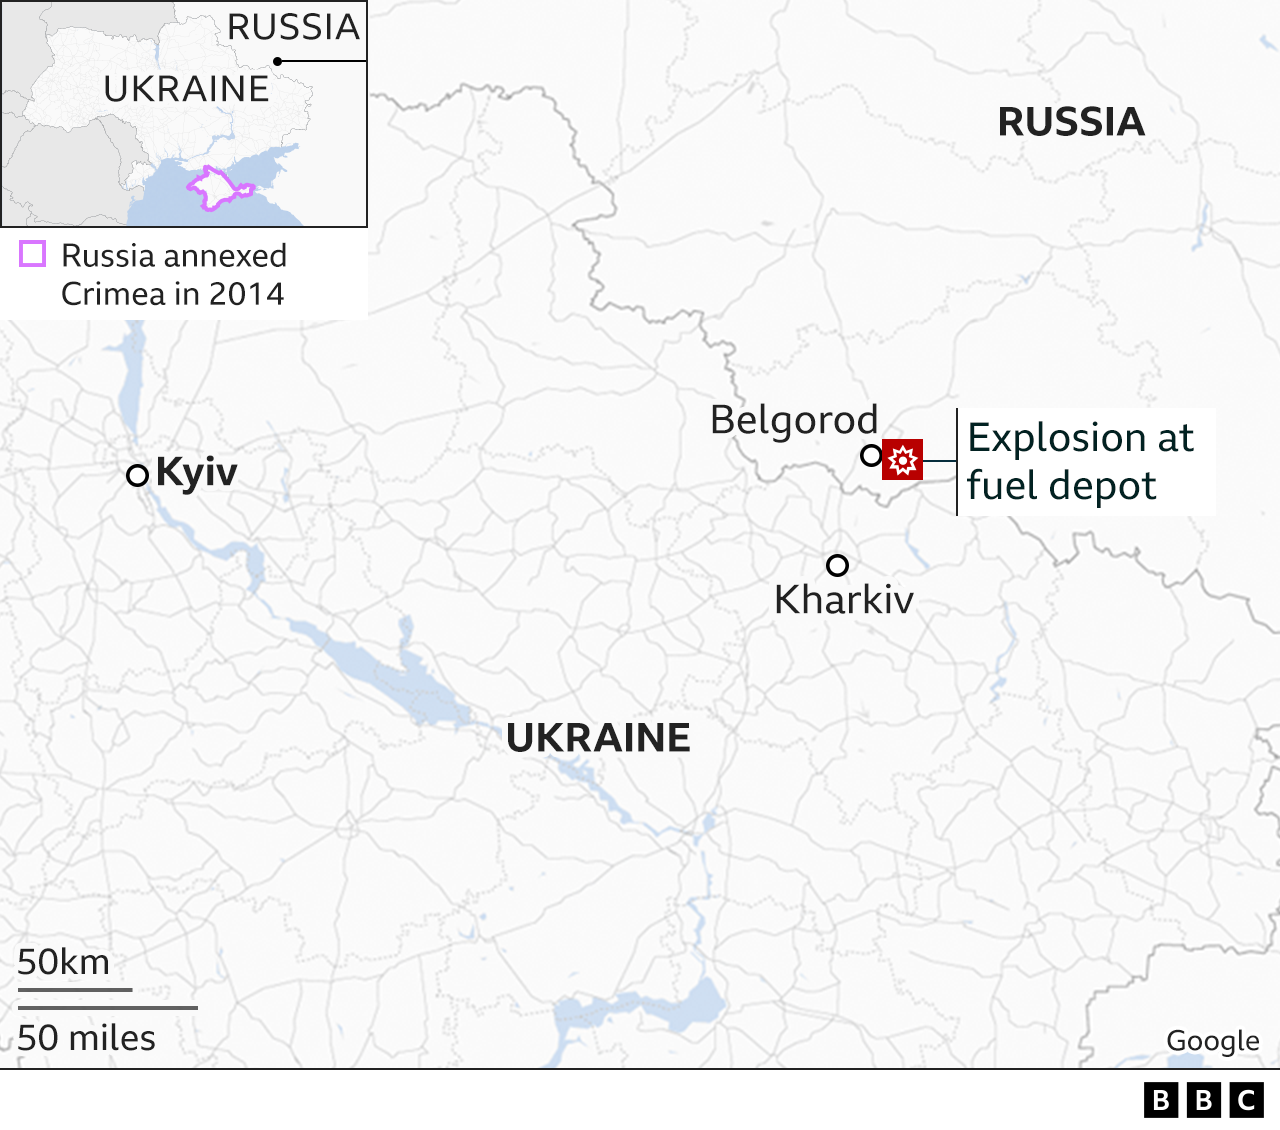 RUSSIA
UKRAINE
Russia annexed
Crimea in 2014
RUSSIA
Belgorod
Explosion at
fuel depot
Kyiv
Kharkiv
UKRAINE
50km
50 miles
Google
BBC